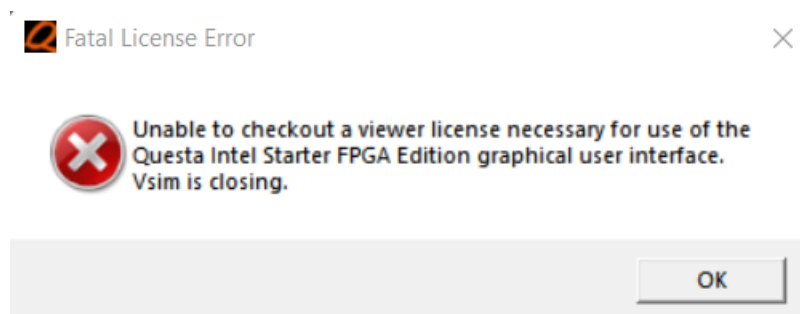 Fatal License Error
Unable to checkout a viewer license necessary for use of the
Questa Intel Starter FPGA Edition graphical user interface.
Vsim is closing.
OK